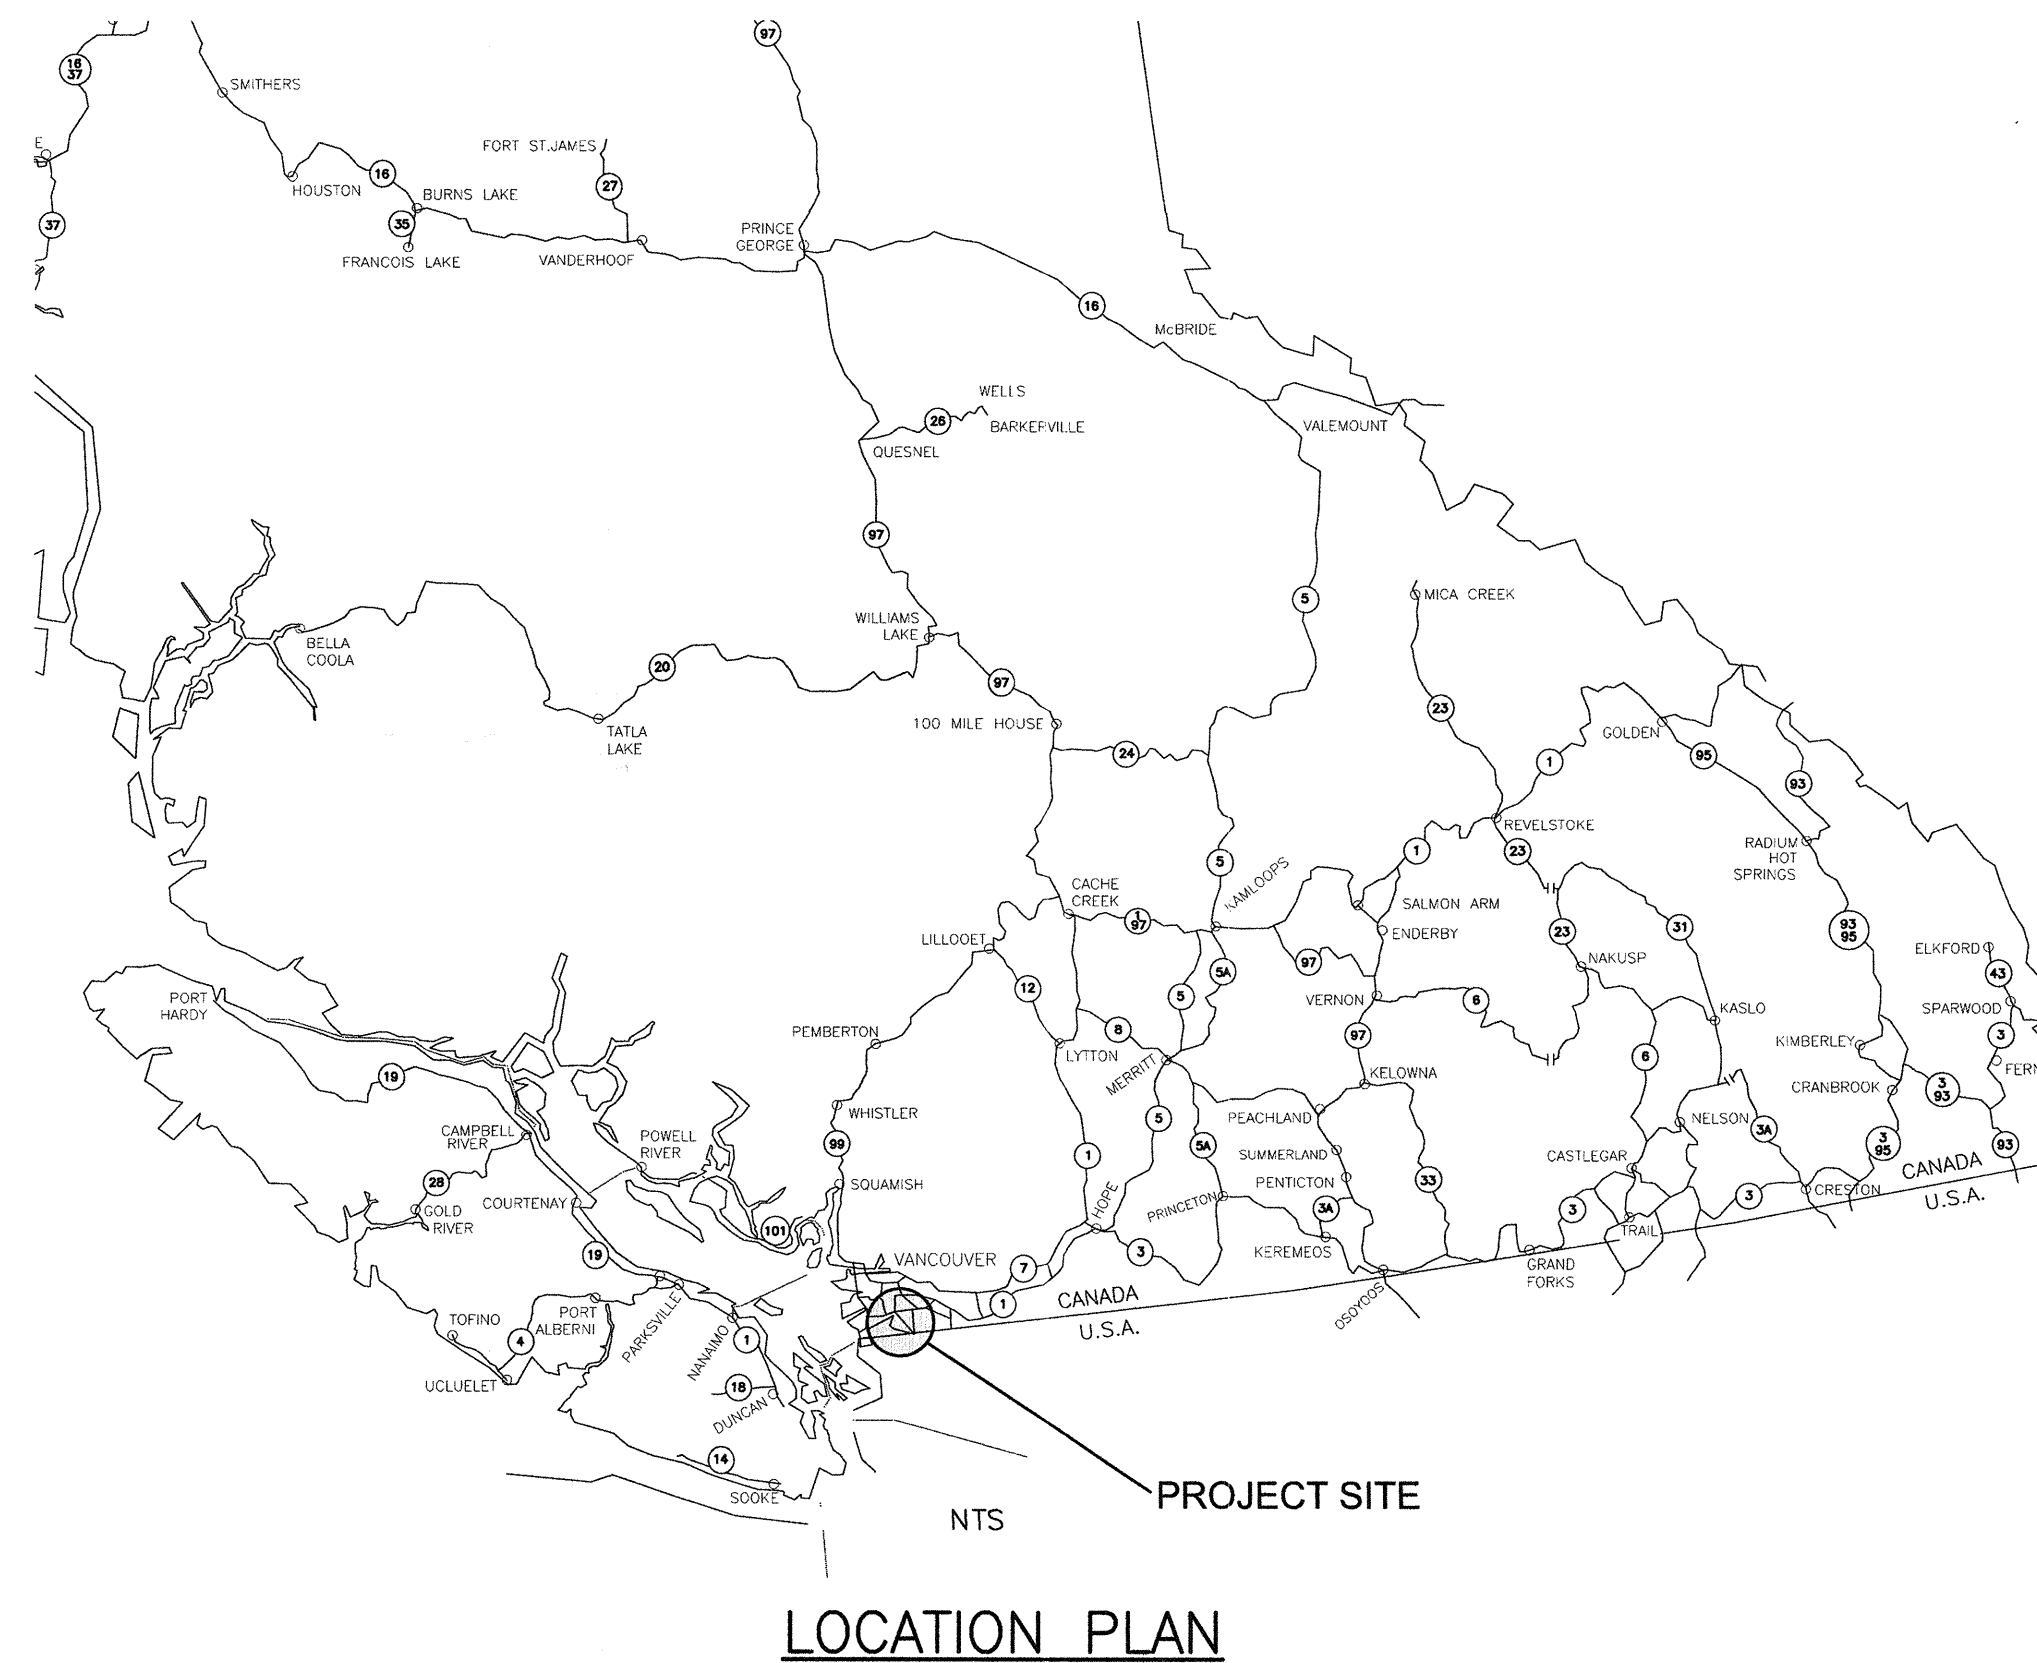 97
16
37
SMITHERS
E
FORT ST.JAMES
16
27
HOUSTON
BURNS LAKE
35
37
PRINCE
GEORGE
FRANCOIS LAKE
VANDERHOOF
16
McBRIDE
WELLS
26
BARKERVILLE
VALEMOUNT
QUESNEL
97
5
MICA CREEK
WILLIAMS
LAKE
BELLA
COOLA
20
97
23
100 MILE HOUSE
TATLA
LAKE
GOLDEN
24
95
1
93
REVELSTOKE
RADIUM
HOT
SPRINGS
1
23
5
KAMLOOPS
CACHE
CREEK
SALMON ARM
1
97
31
93
95
LILLOOET
ENDERBY
23
ELKFORD
NAKUSP
97
5A
43
12
5
PORT
HARDY
VERNON
6
KASLO
SPARWOOD
PEMBERTON
8
97
3
LYTTON
6
KIMBERLEY
MERRITT
FERN
19
KELOWNA
CRANBROOK
3
93
WHISTLER
5
PEACHLAND
NELSON
CAMPBELL
RIVER
POWELL
RIVER
99
5A
3A
3
95
93
1
SUMMERLAND
CASTLEGAR
CANADA
U.S.A.
28
SQUAMISH
PENTICTON
33
CRESTON
COURTENAY
HOPE
PRINCETON
3A
3
3
GOLD
RIVER
101
TRAIL
19
VANCOUVER
3
KEREMEOS
7
GRAND
FORKS
1
CANADA
U.S.A.
OSOYOOS
TOFINO
PORT
ALBERNI
4
PARKSVILLE
NANAIMO
1
UCLUELET
18
DUNCAN
14
SOOKE
PROJECT SITE
NTS
LOCATION PLAN